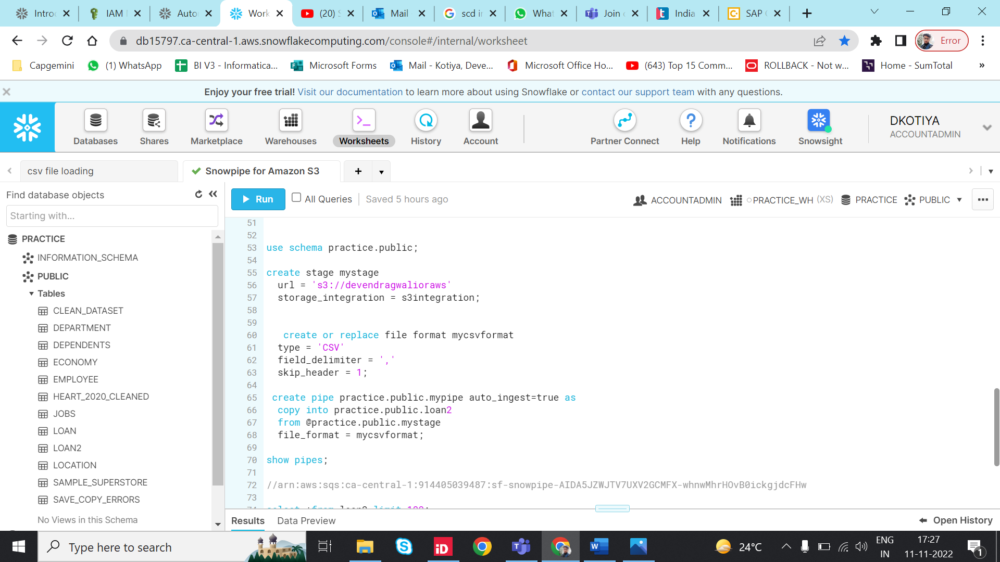 Introc
IAM
Auto
Work
(20) S
Mail
scd in
What
Join
India
SAP
db15797.ca-central-1.aws.snowflakecomputing.com/console#/internal/worksheet
Error
Capgemini
(1) WhatsApp
BI V3 - Informatica...
Microsoft Forms
Mail - Kotiya, Deve...
Microsoft Office Ho...
(643) Top 15 Comm...
ROLLBACK - Not w...
Home - SumTotal
»
Enjoy your free trial! Visit our documentation to learn more about using Snowflake or contact our support team with any questions.
Databases
Shares
Marketplace
Warehouses
Worksheets
History
Account
Partner Connect
Help
Notifications
Snowsight
DKOTIYA
ACCOUNTADMIN
csv file loading
Snowpipe for Amazon S3
Find database objects
Starting with...
Run
All Queries
Saved 5 hours ago
ACCOUNTADMIN
PRACTICE_WH (XS)
PRACTICE
PUBLIC
PRACTICE
INFORMATION_SCHEMA
PUBLIC
Tables
CLEAN_DATASET
DEPARTMENT
DEPENDENTS
ECONOMY
EMPLOYEE
HEART_2020_CLEANED
JOBS
LOAN
LOAN2
LOCATION
SAMPLE_SUPERSTORE
SAVE_COPY_ERRORS
No Views in this Schema
51
52
53 use schema practice.public;
54
55 create stage mystage
56 url = 's3://devendragwalioraws'
57 storage_integration = s3integration;
58
59
60 create or replace file format mycsvformat
61 type = 'CSV'
62 field_delimiter = ','
63 skip_header = 1;
64
65 create pipe practice.public.mypipe auto_ingest=true as
66 copy into practice.public.loan2
67 from @practice.public.mystage
68 file_format = mycsvformat;
69
70 show pipes;
71
72 //arn:aws:sqs:ca-central-1:914405039487:sf-snowpipe-AIDA5JZWJTV7UXV2GCMFX-whnwMhrHOvB0ickgjdcFHw
73
74 select *from loan2 limit 100;
Results
Data Preview
Open History
Type here to search
24°C
ENG
IN
17:27
11-11-2022
1